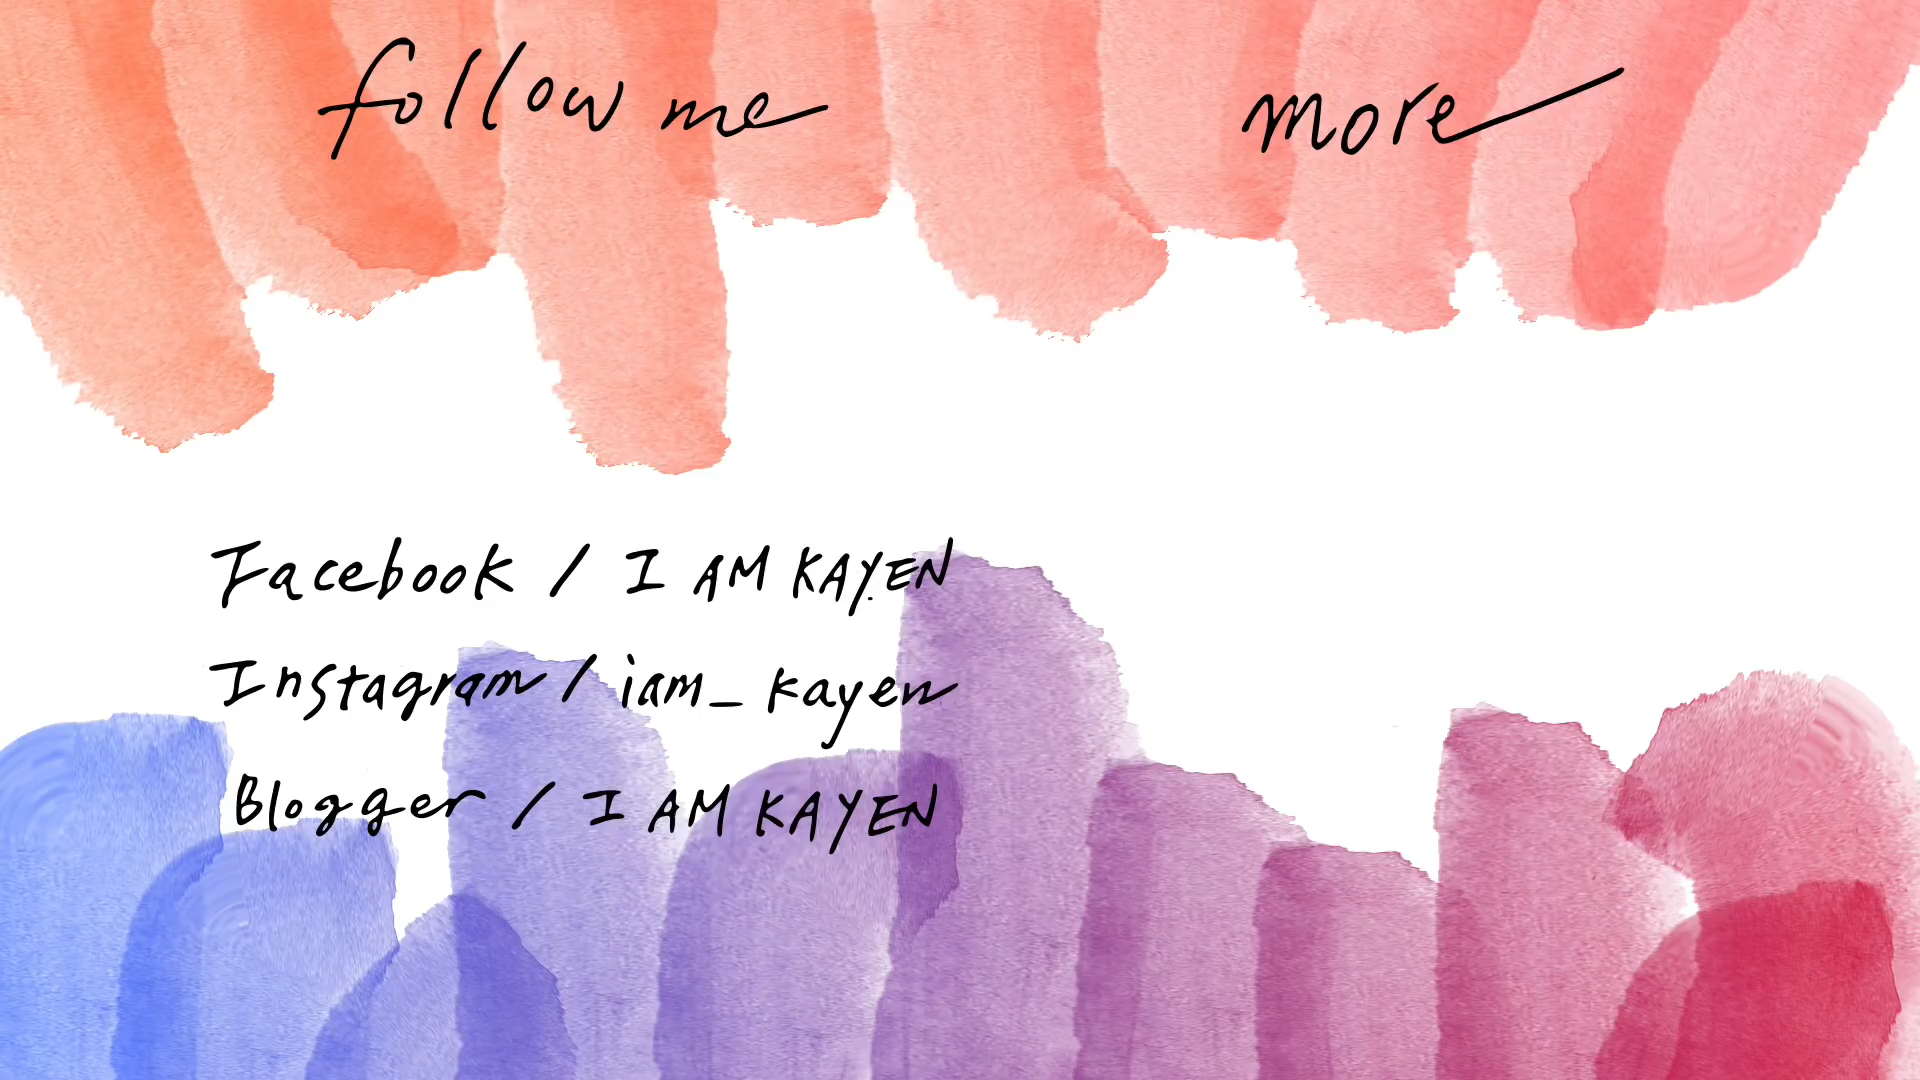 follow me
more
Facebook / I AM KAYEN
Instagram / iam_kayen
Blogger / I AM KAYEN